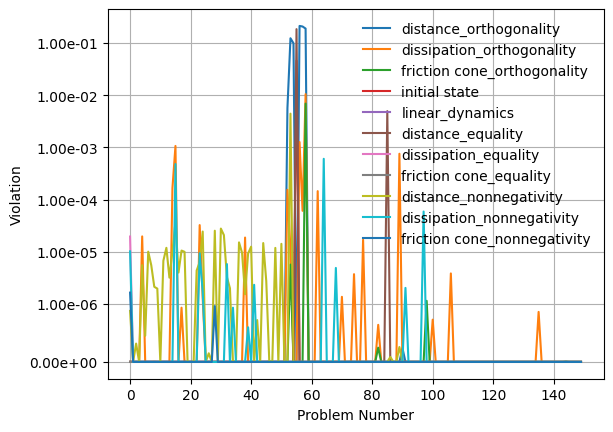 1.00e-01
1.00e-02
1.00e-03
1.00e-04
1.00e-05
1.00e-06
0.00e+00
Violation
0 20 40 60 80 100 120 140
Problem Number
distance_orthogonality
dissipation_orthogonality
friction cone_orthogonality
initial state
linear_dynamics
distance_equality
dissipation_equality
friction cone_equality
distance_nonnegativity
dissipation_nonnegativity
friction cone_nonnegativity